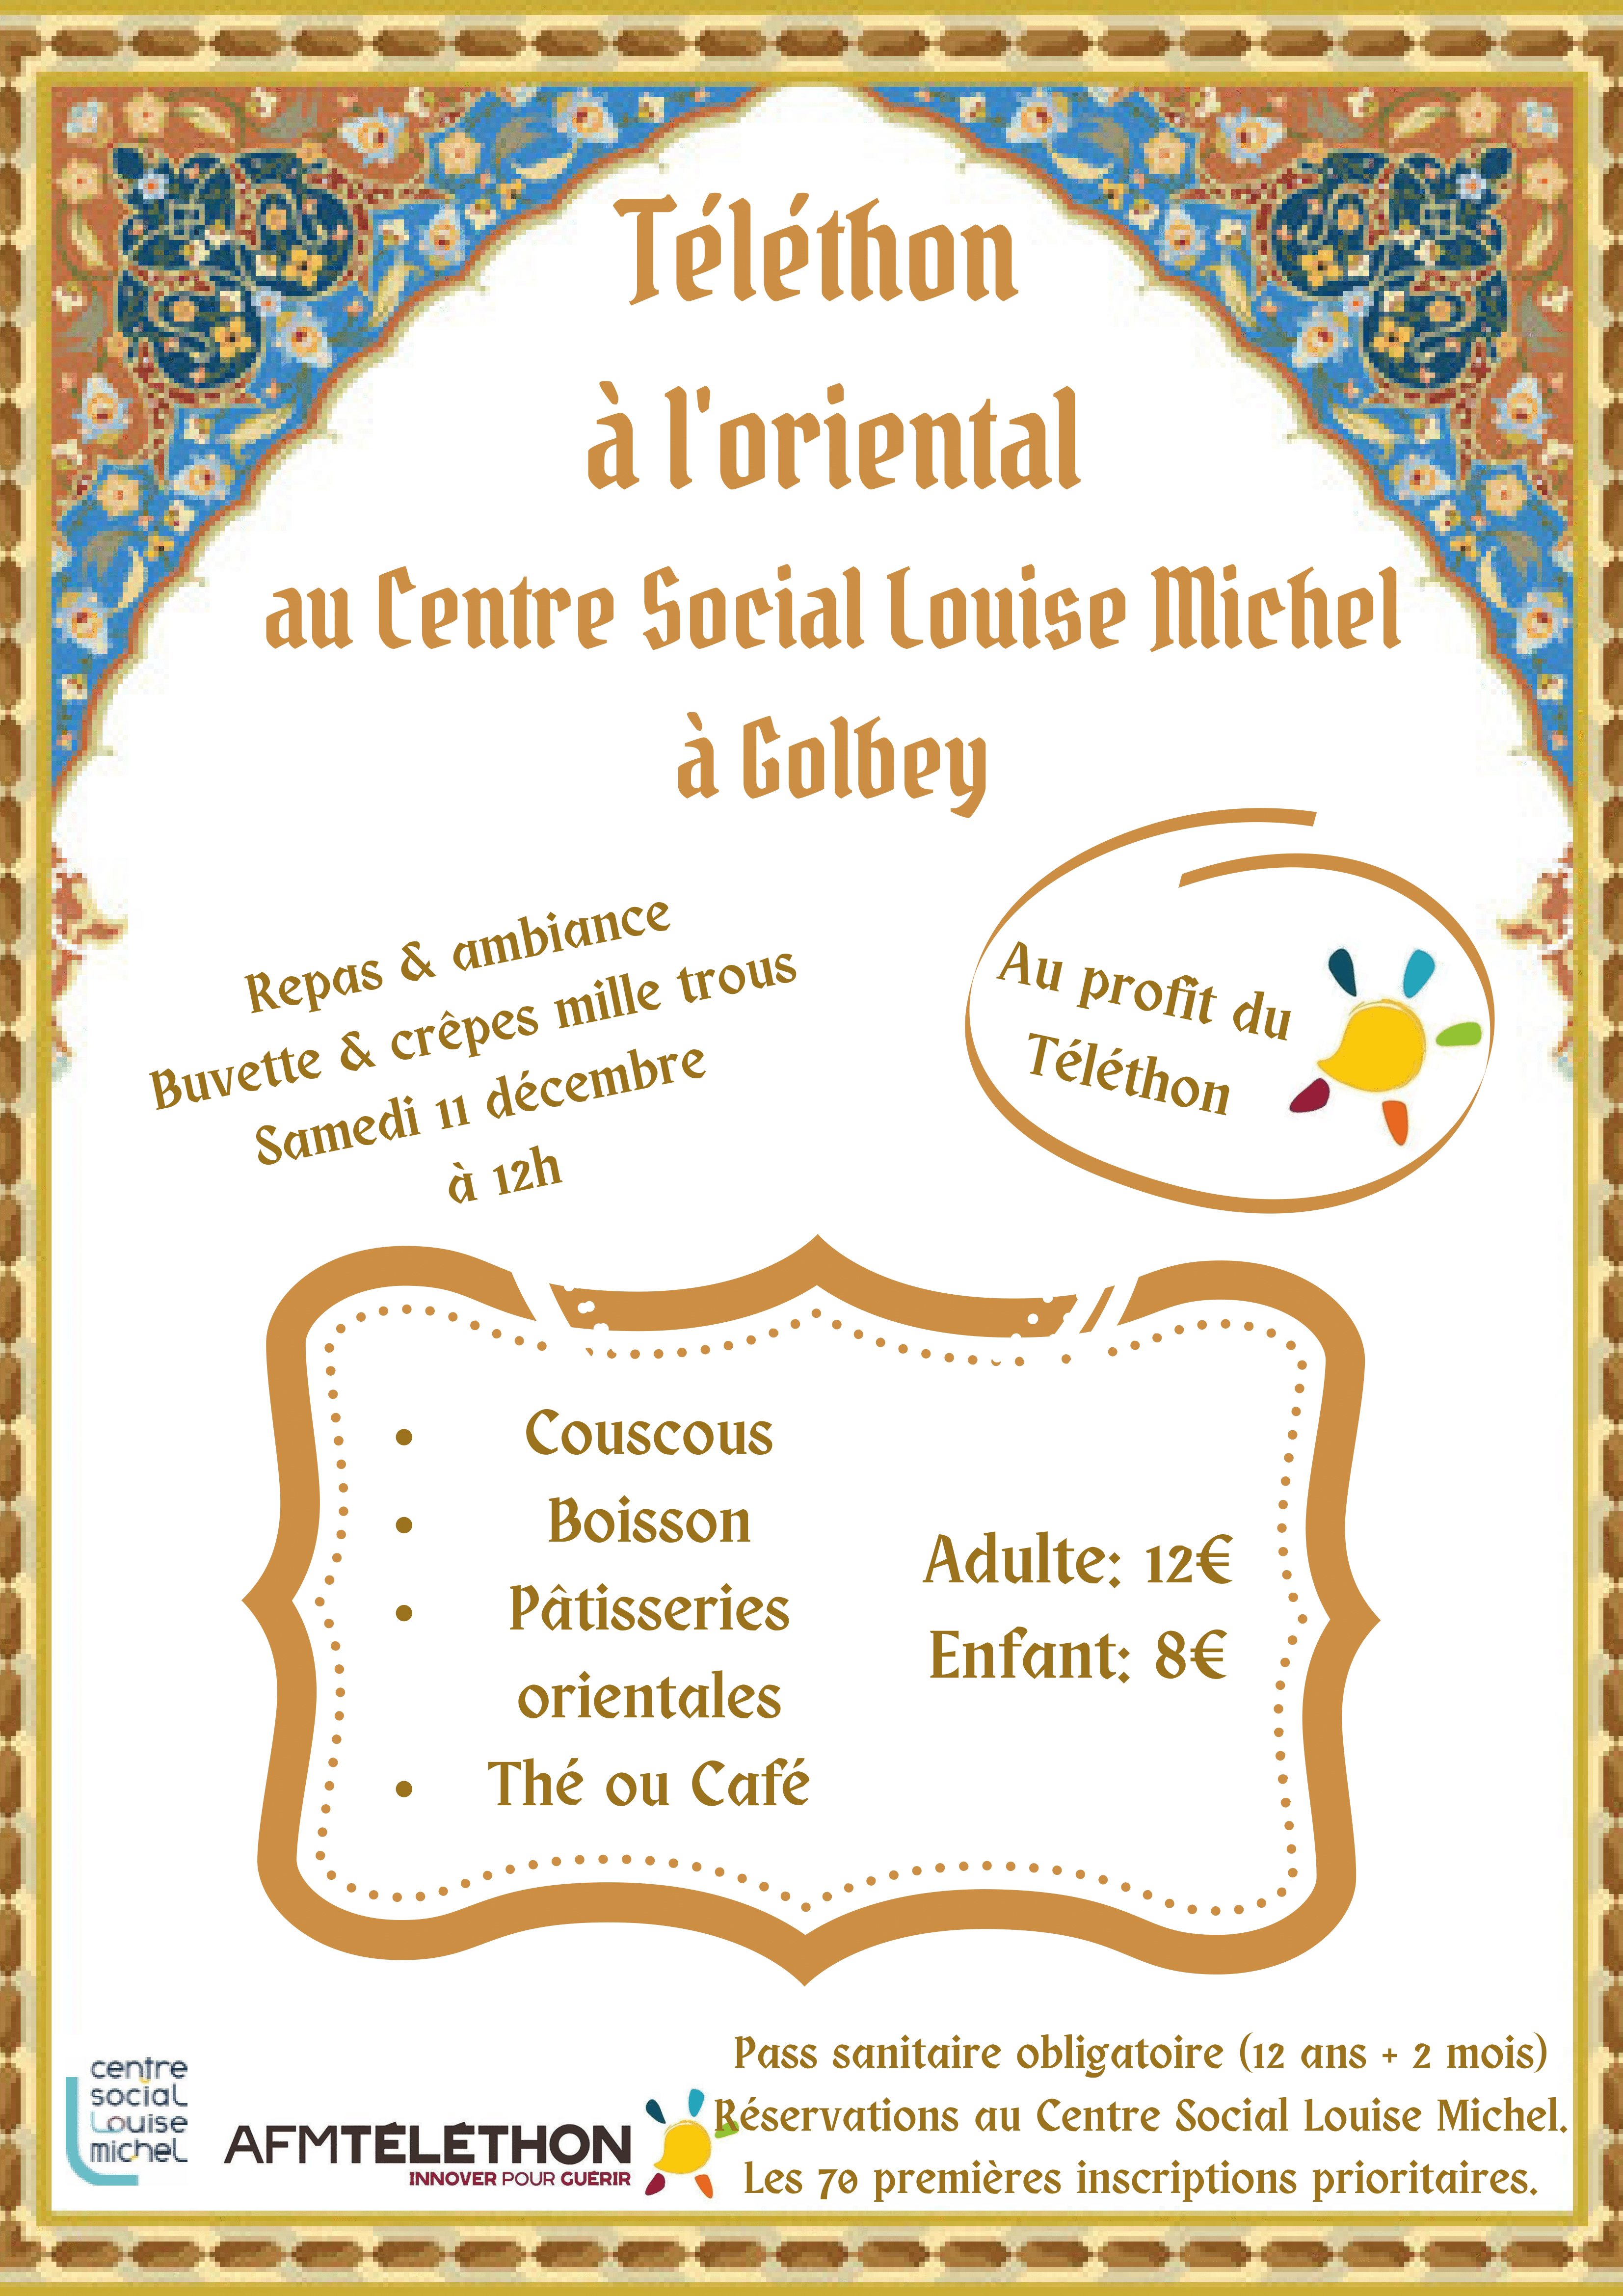 Téléthon
à l'oriental
au Centre Social Louise Michel
à Golbey
Repas & ambiance
Buvette & crêpes mille trous
Samedi 11 décembre
à 12h
Au profit du
Téléthon
• Couscous
• Boisson
• Pâtisseries
orientales
• Thé ou Café
Adulte: 12€
Enfant: 8€
centre
social
Louise
michel
AFMTÉLÉTHON
INNOVER POUR GUÉRIR
Pass sanitaire obligatoire (12 ans + 2 mois)
Réservations au Centre Social Louise Michel.
Les 70 premières inscriptions prioritaires.